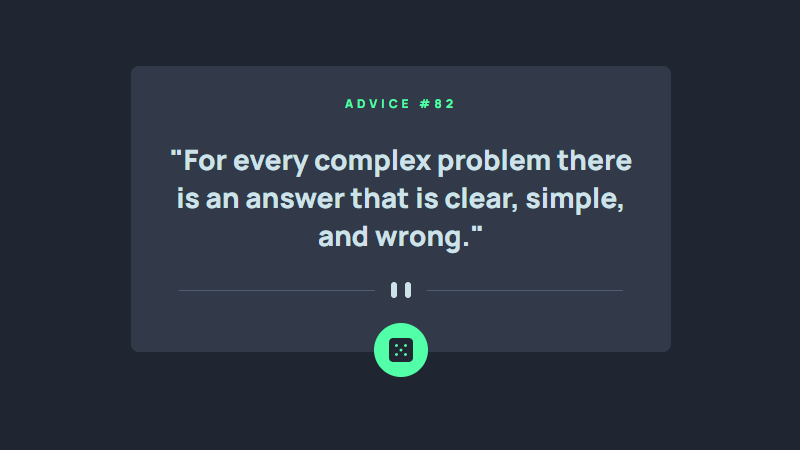 ADVICE #82
"For every complex problem there
is an answer that is clear, simple,
and wrong."